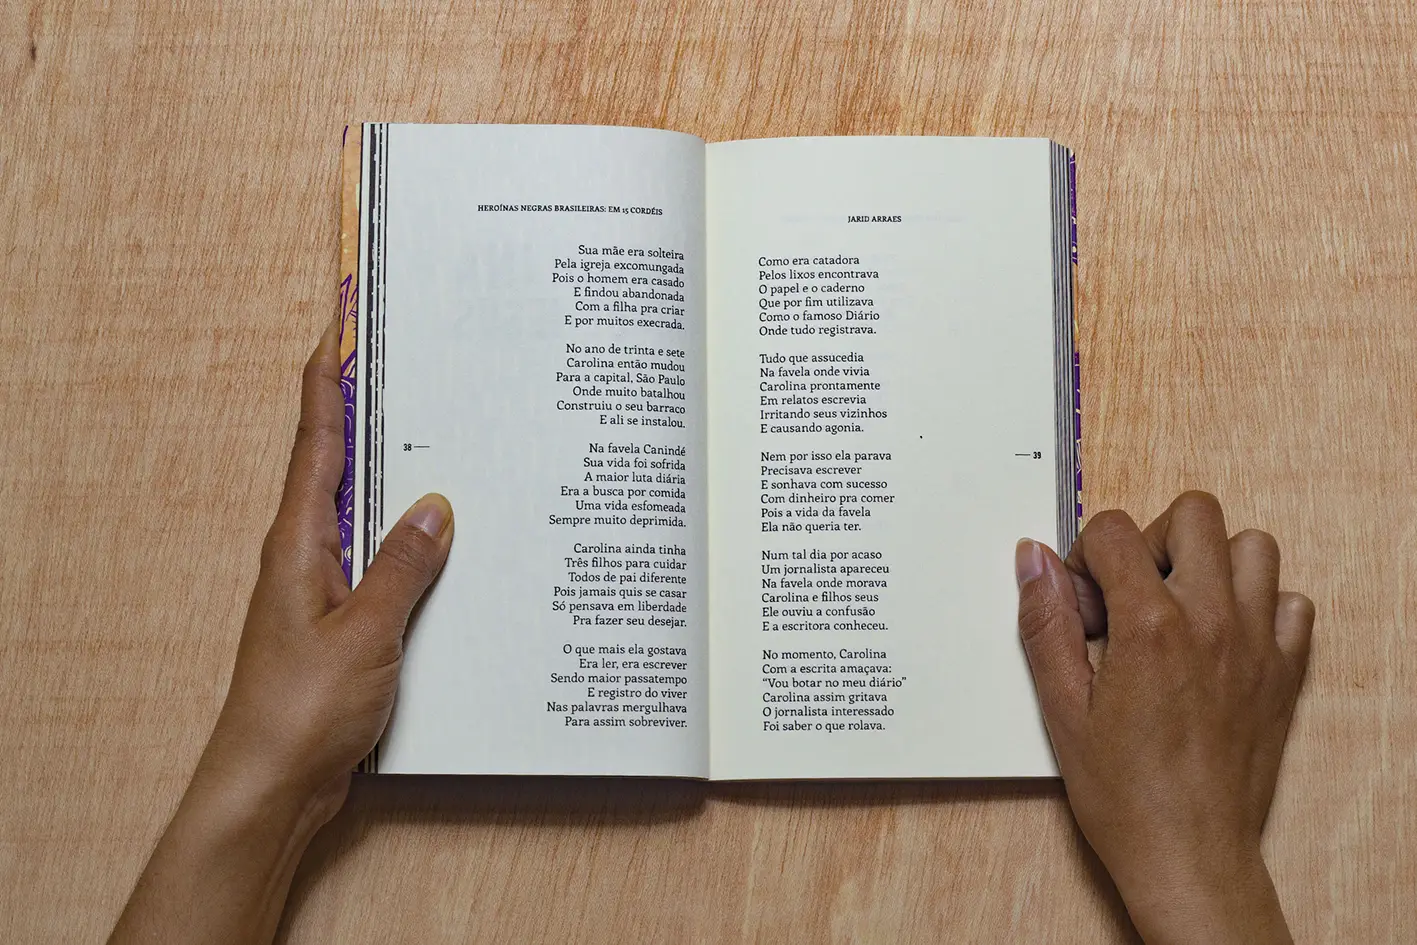 HEROÍNAS NEGRAS BRASILEIRAS: EM 15 CORDÉIS
Sua mãe era solteira
Pela igreja excomungada
Pois o homem era casado
E findou abandonada
Com a filha pra criar
E por muitos execrada.
No ano de trinta e sete
Carolina então mudou
Para a capital, São Paulo
Onde muito batalhou
Construiu o seu barraco
E ali se instalou.
Na favela Canindé
Sua vida foi sofrida
A maior luta diária
Era a busca por comida
Uma vida esfomeada
Sempre muito deprimida.
Carolina ainda tinha
Três filhos para cuidar
Todos de pai diferente
Pois jamais quis se casar
Só pensava em liberdade
Pra fazer seu desejar.
O que mais ela gostava
Era ler, era escrever
Sendo maior passatempo
E registro do viver
Nas palavras mergulhava
Para assim sobreviver.
38
JARID ARRAES
Como era catadora
Pelos lixos encontrava
O papel e o caderno
Que por fim utilizava
Como o famoso Diário
Onde tudo registrava.
Tudo que assucedia
Na favela onde vivia
Carolina prontamente
Em relatos escrevia
Irritando seus vizinhos
E causando agonia.
Nem por isso ela parava
Precisava escrever
E sonhava com sucesso
Com dinheiro pra comer
Pois a vida da favela
Ela não queria ter.
Num tal dia por acaso
Um jornalista apareceu
Na favela onde morava
Carolina e filhos seus
Ele ouviu a confusão
E a escritora conheceu.
No momento, Carolina
Com a escrita amaçava:
“Vou botar no meu diário”
Carolina assim gritava
O jornalista interessado
Foi saber o que rolava.
39